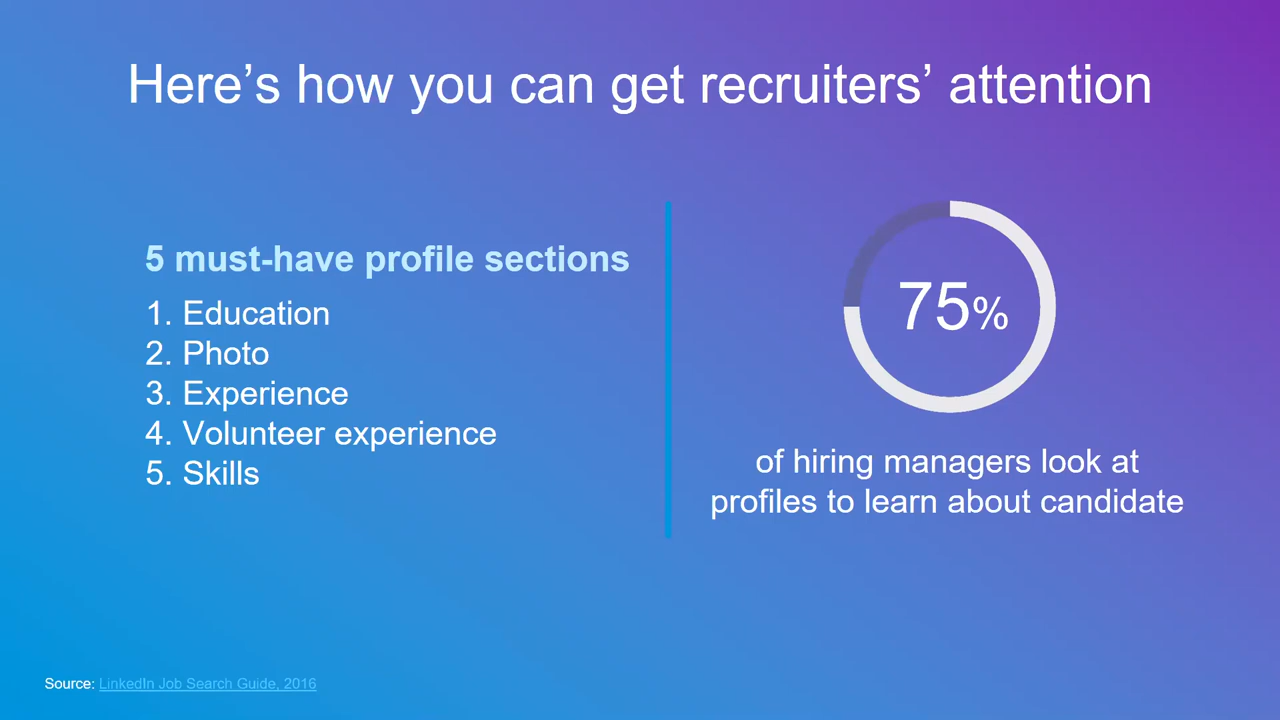 Here’s how you can get recruiters’ attention
5 must-have profile sections
1. Education
2. Photo
3. Experience
4. Volunteer experience
5. Skills
75%
of hiring managers look at
profiles to learn about candidate
Source: LinkedIn Job Search Guide, 2016